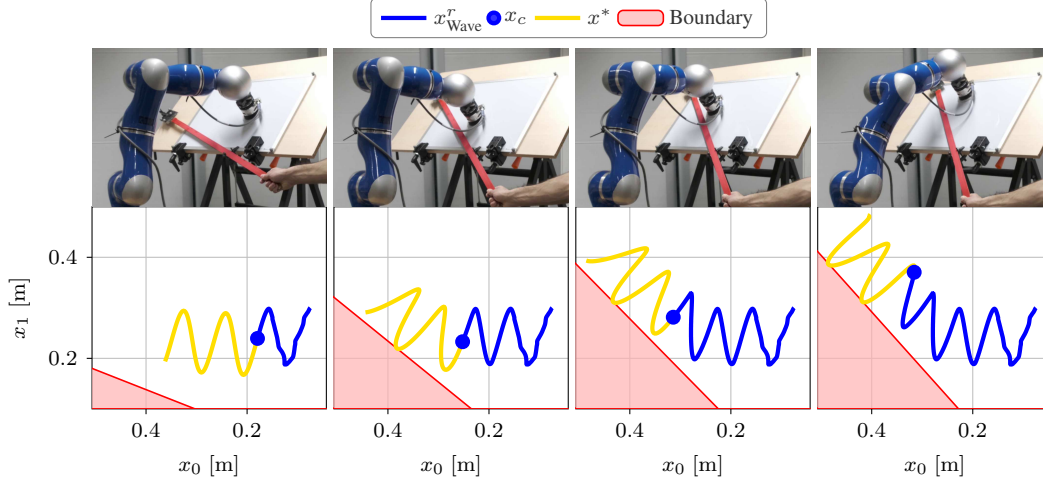 x^r_Wave x_c x^* Boundary
0.4
0.2
x_1 [m]
0.4 0.2 0.4 0.2 0.4 0.2 0.4 0.2
x_0 [m] x_0 [m] x_0 [m] x_0 [m]